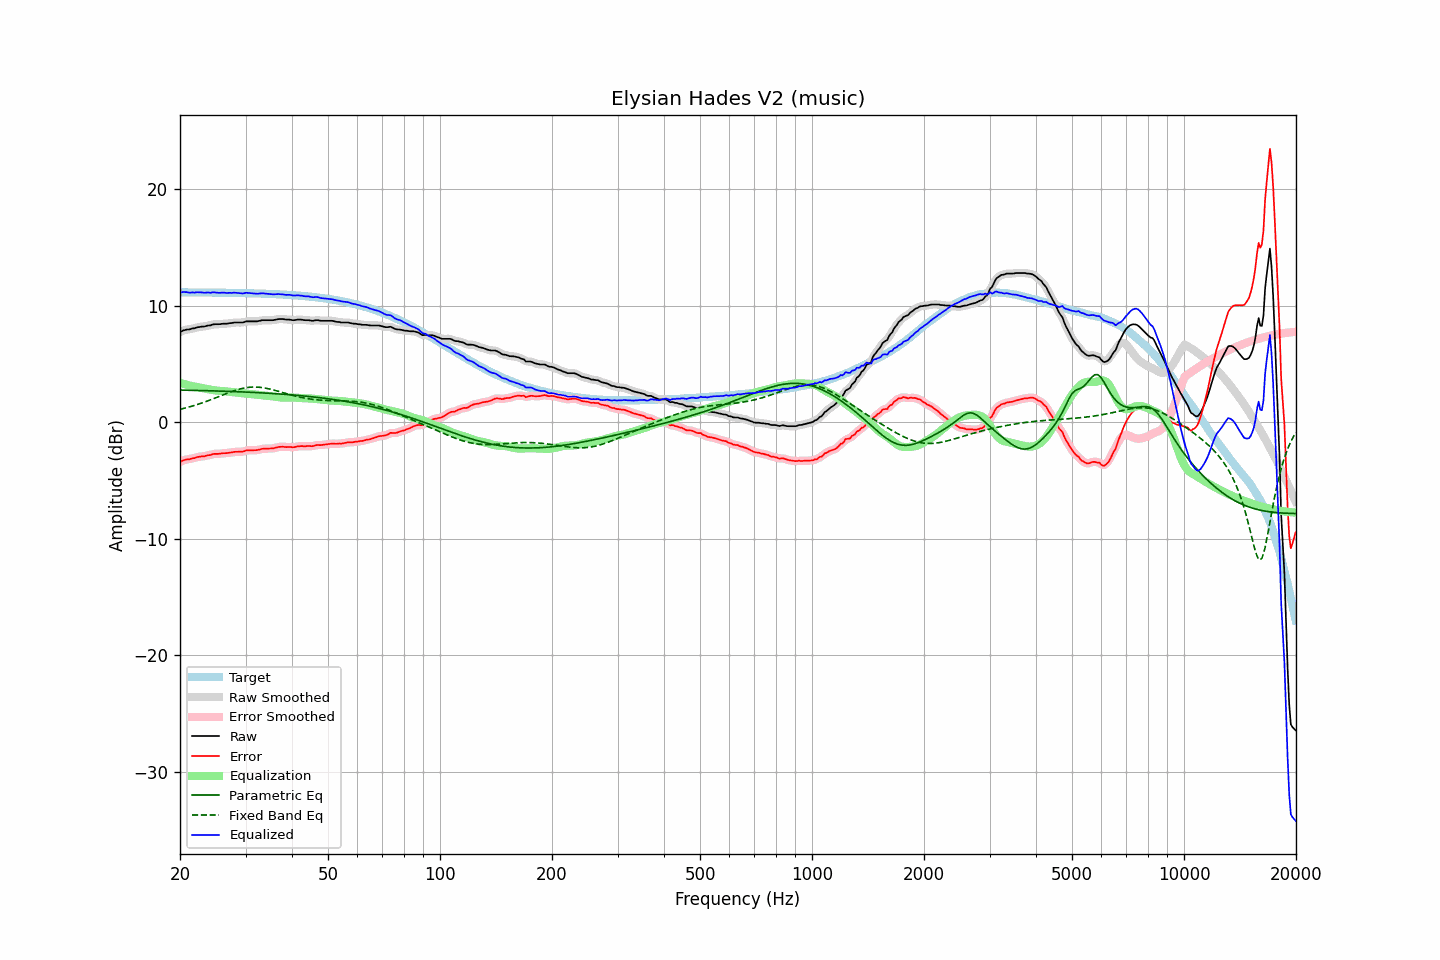 Elysian Hades V2 (music)
Amplitude (dBr)
20
10
0
−10
−20
−30
Target
Raw Smoothed
Error Smoothed
Raw
Error
Equalization
Parametric Eq
Fixed Band Eq
Equalized
20 50 100 200 500 1000 2000 5000 10000 20000
Frequency (Hz)